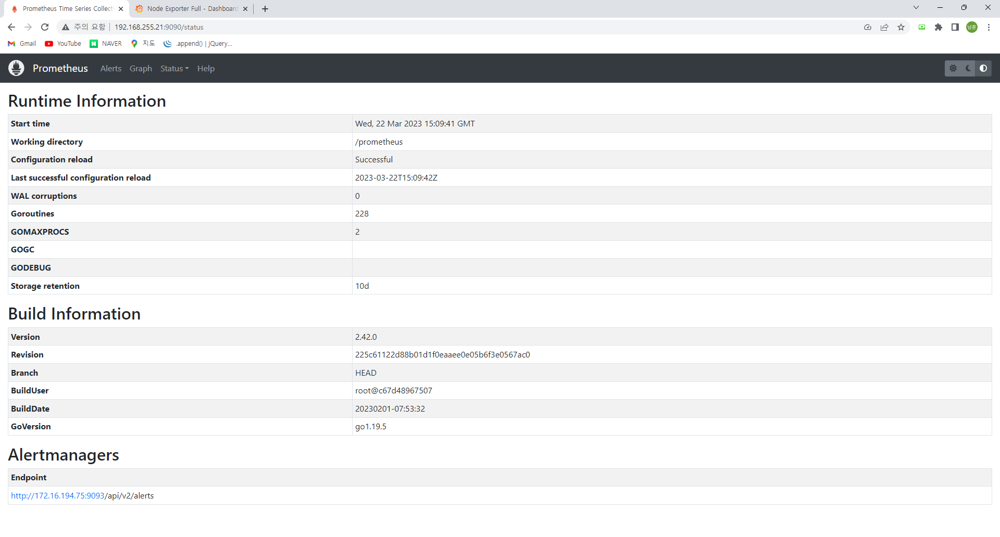 Prometheus Time Series Collecti
Node Exporter Full - Dashboard
주의 요함
192.168.255.21:9090/status
남훈
Gmail
YouTube
N
NAVER
지도
.append() | jQuery...
Prometheus
Alerts
Graph
Status
Help
Runtime Information
Start time Wed, 22 Mar 2023 15:09:41 GMT
Working directory /prometheus
Configuration reload Successful
Last successful configuration reload 2023-03-22T15:09:42Z
WAL corruptions 0
Goroutines 228
GOMAXPROCS 2
GOGC
GODEBUG
Storage retention 10d
Build Information
Version 2.42.0
Revision 225c61122d88b01d1f0eaaee0e05b6f3e0567ac0
Branch HEAD
BuildUser root@c67d48967507
BuildDate 20230201-07:53:32
GoVersion go1.19.5
Alertmanagers
Endpoint
http://172.16.194.75:9093/api/v2/alerts